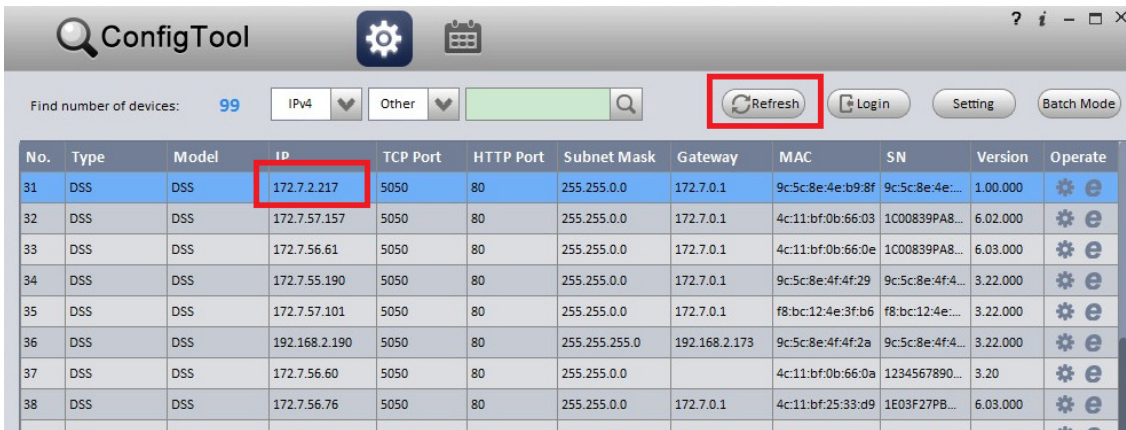 ConfigTool
? i
Find number of devices: 99 IPv4 Other Refresh Login Setting Batch Mode
No. Type Model IP TCP Port HTTP Port Subnet Mask Gateway MAC SN Version Operate
31 DSS DSS 172.7.2.217 5050 80 255.255.0.0 172.7.0.1 9c:5c:8e:4e:b9:8f 9c:5c:8e:4e:... 1.00.000
32 DSS DSS 172.7.57.157 5050 80 255.255.0.0 172.7.0.1 4c:11:bf:0b:66:03 1C00839PA8... 6.02.000
33 DSS DSS 172.7.56.61 5050 80 255.255.0.0 172.7.0.1 4c:11:bf:0b:66:0e 1C00839PA8... 6.03.000
34 DSS DSS 172.7.55.190 5050 80 255.255.0.0 172.7.0.1 9c:5c:8e:4f:4f:29 9c:5c:8e:4f:4... 3.22.000
35 DSS DSS 172.7.57.101 5050 80 255.255.0.0 172.7.0.1 f8:bc:12:4e:3f:b6 f8:bc:12:4e:... 3.22.000
36 DSS DSS 192.168.2.190 5050 80 255.255.255.0 192.168.2.173 9c:5c:8e:4f:4f:2a 9c:5c:8e:4f:4... 3.22.000
37 DSS DSS 172.7.56.60 5050 80 255.255.0.0 4c:11:bf:0b:66:0a 1234567890... 3.20
38 DSS DSS 172.7.56.76 5050 80 255.255.0.0 172.7.0.1 4c:11:bf:25:33:d9 1E03F27PB... 6.03.000